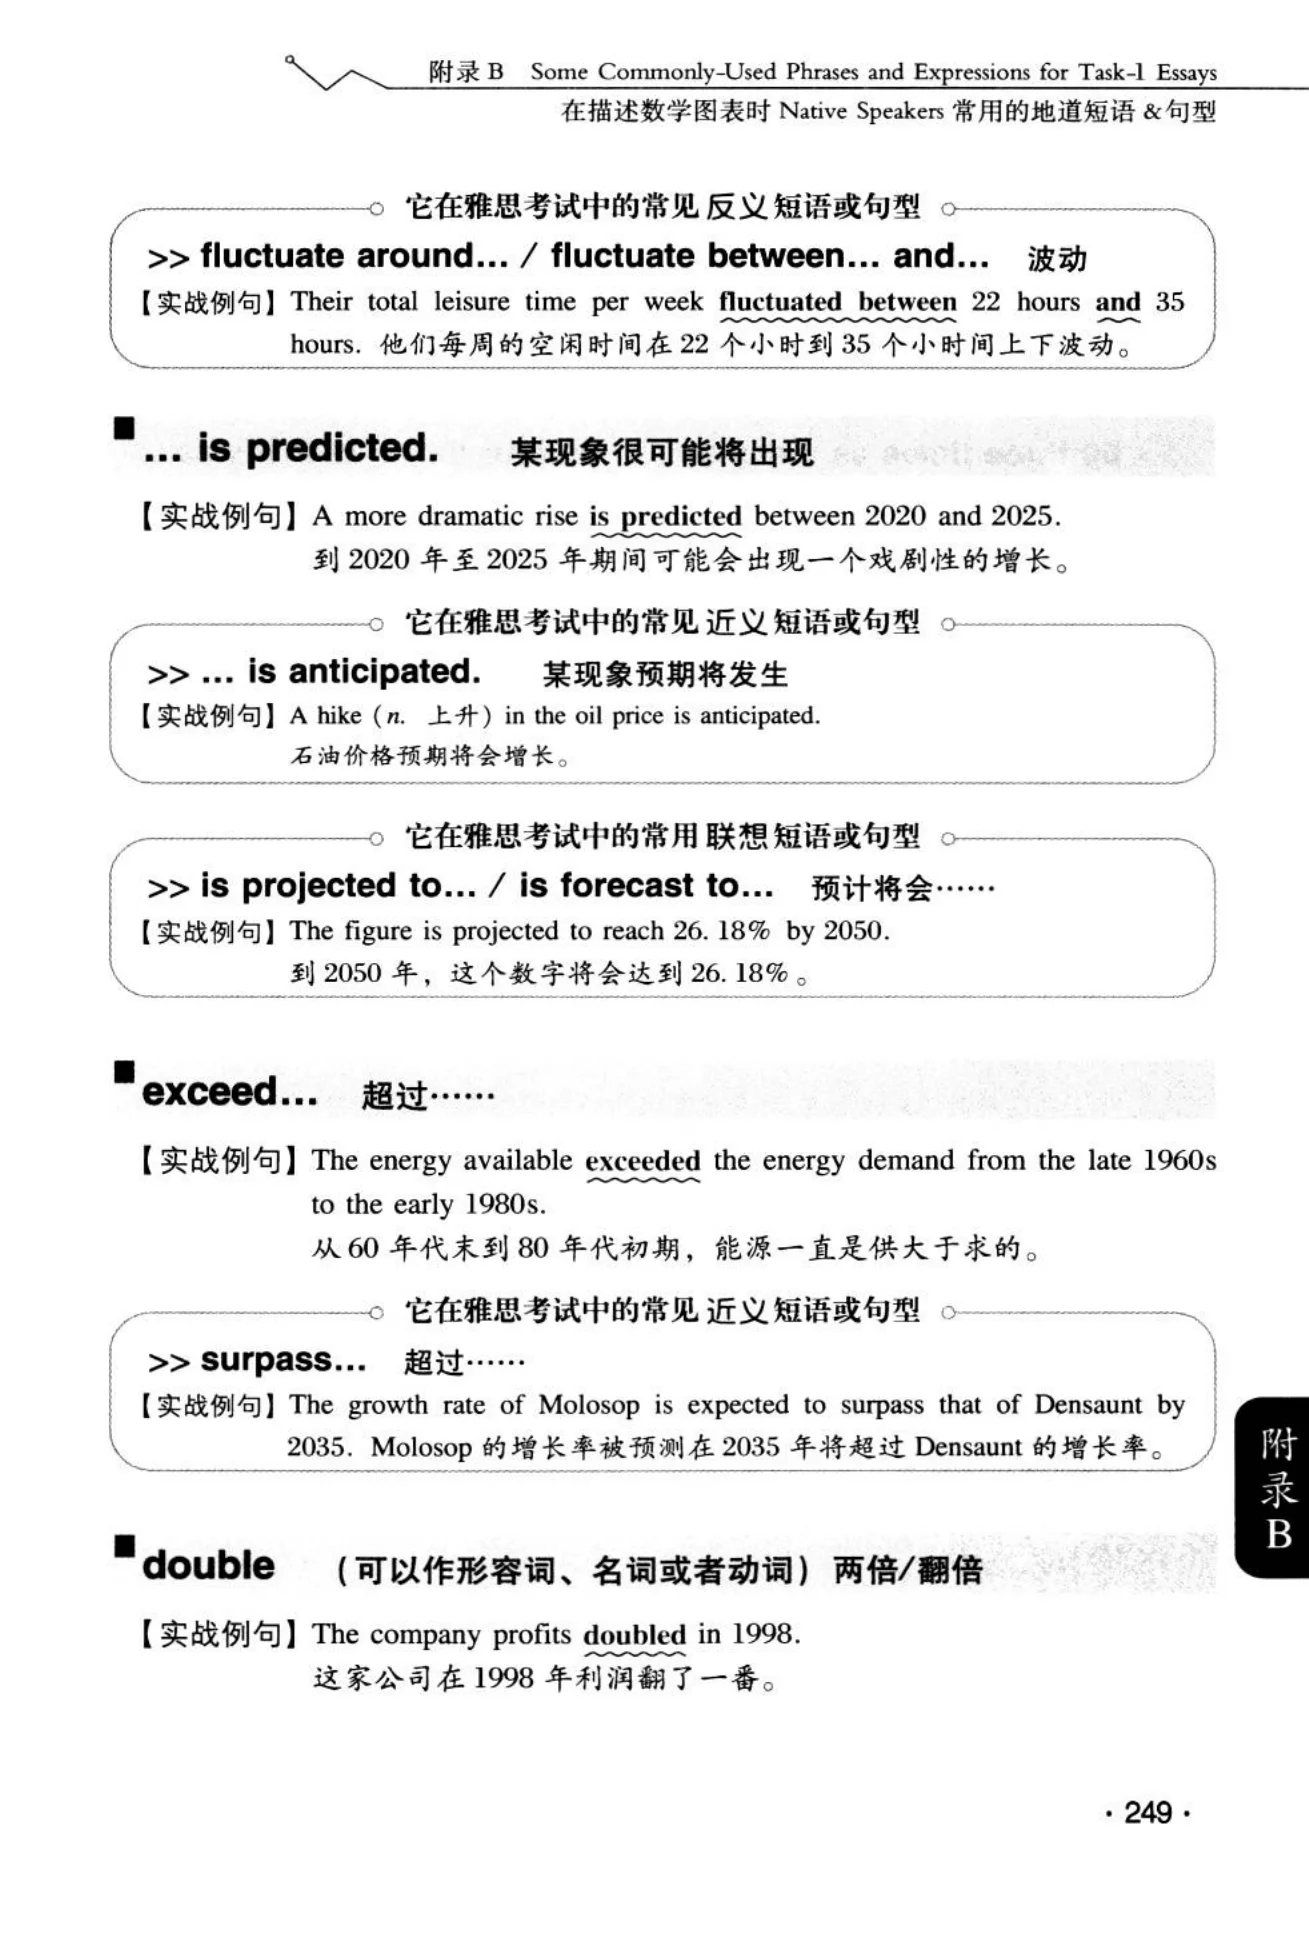 附录 B Some Commonly-Used Phrases and Expressions for Task-1 Essays
在描述数学图表时 Native Speakers 常用的地道短语 & 句型
它在雅思考试中的常见 反义 短语或句型
>> fluctuate around... / fluctuate between... and... 波动
【实战例句】Their total leisure time per week fluctuated between 22 hours and 35
hours. 他们每周的空闲时间在 22 个小时到 35 个小时间上下波动。
■ ... is predicted. 某现象很可能将出现
【实战例句】A more dramatic rise is predicted between 2020 and 2025.
到 2020 年至 2025 年期间可能会出现一个戏剧性的增长。
它在雅思考试中的常见 近义 短语或句型
>> ... is anticipated. 某现象预期将发生
【实战例句】A hike (n. 上升) in the oil price is anticipated.
石油价格预期将会增长。
它在雅思考试中的常用 联想 短语或句型
>> is projected to... / is forecast to... 预计将会……
【实战例句】The figure is projected to reach 26. 18% by 2050.
到 2050 年，这个数字将会达到 26. 18%。
■ exceed... 超过……
【实战例句】The energy available exceeded the energy demand from the late 1960s
to the early 1980s.
从 60 年代末到 80 年代初期，能源一直是供大于求的。
它在雅思考试中的常见 近义 短语或句型
>> surpass... 超过……
【实战例句】The growth rate of Molosop is expected to surpass that of Densaunt by
2035. Molosop 的增长率被预测在 2035 年将超过 Densaunt 的增长率。
附录B
■ double (可以作形容词、名词或者动词) 两倍/翻倍
【实战例句】The company profits doubled in 1998.
这家公司在 1998 年利润翻了一番。
· 249 ·